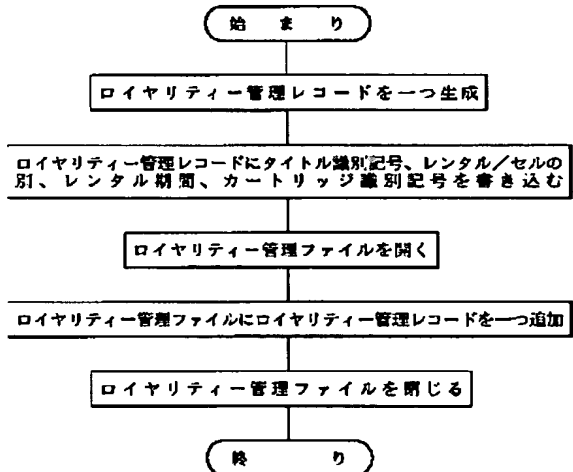 始まり
ロイヤリティー管理レコードを一つ生成
ロイヤリティー管理レコードにタイトル識別記号、レンタル／セルの
別、レンタル期間、カートリッジ識別記号を書き込む
ロイヤリティー管理ファイルを開く
ロイヤリティー管理ファイルにロイヤリティー管理レコードを一つ追加
ロイヤリティー管理ファイルを閉じる
終り